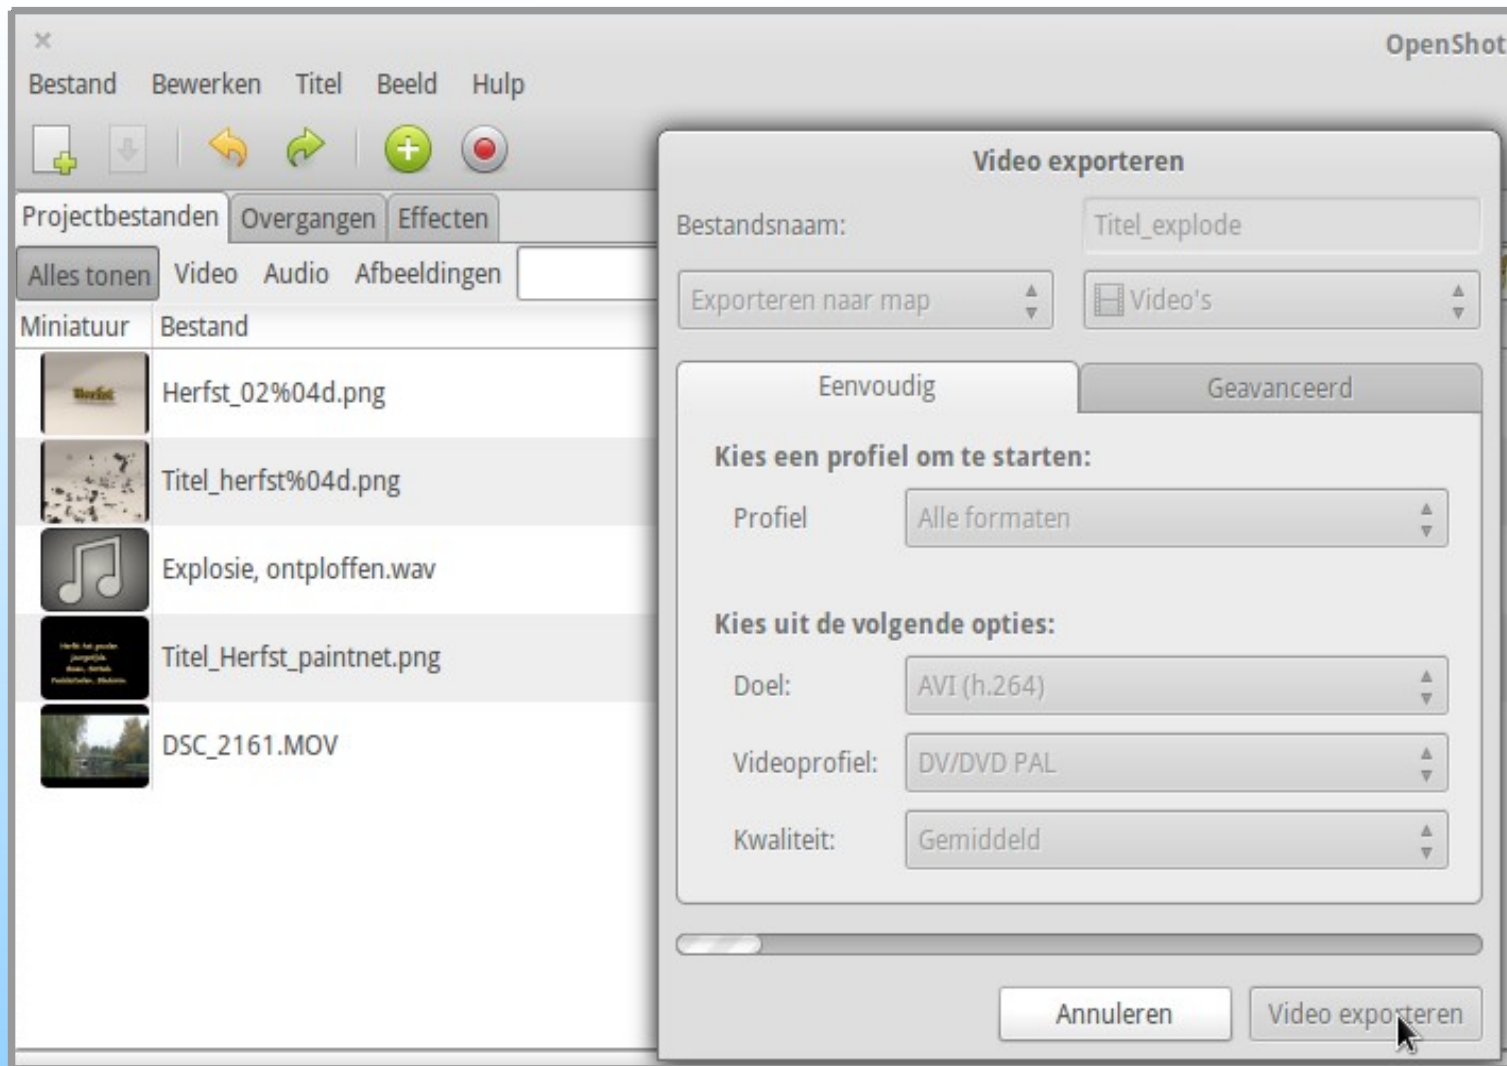 OpenShot
Bestand Bewerken Titel Beeld Hulp
Projectbestanden Overgangen Effecten
Alles tonen Video Audio Afbeeldingen
Miniatuur Bestand
Herfst
Herfst_02%04d.png
Titel_herfst%04d.png
Explosie, ontploffen.wav
Titel_Herfst_paintnet.png
DSC_2161.MOV
Video exporteren
Bestandsnaam: Titel_explode
Exporteren naar map Video's
Eenvoudig Geavanceerd
Kies een profiel om te starten:
Profiel Alle formaten
Kies uit de volgende opties:
Doel: AVI (h.264)
Videoprofiel: DV/DVD PAL
Kwaliteit: Gemiddeld
Annuleren Video exporteren